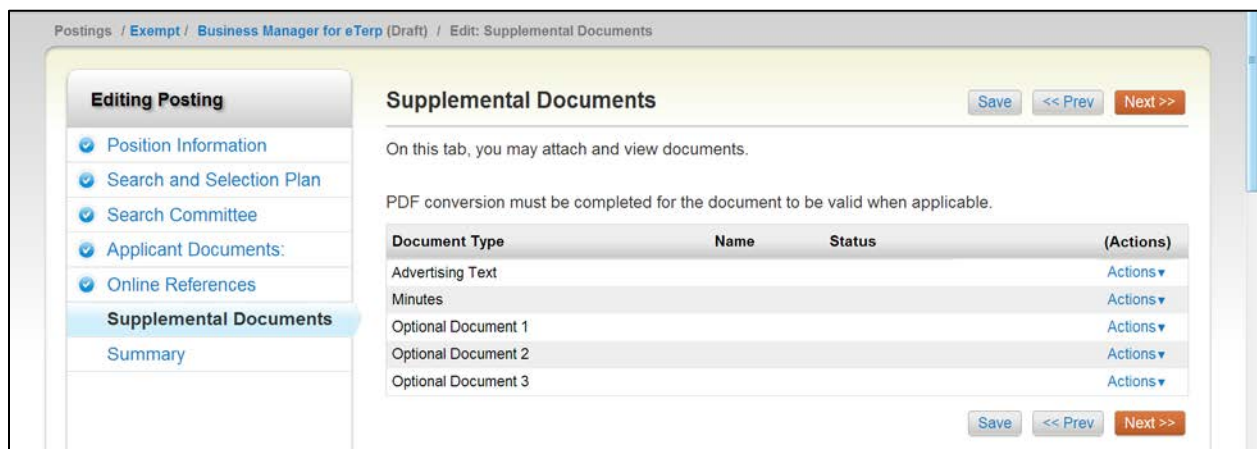 Postings / Exempt / Business Manager for eTerp (Draft) / Edit: Supplemental Documents
Editing Posting
Position Information
Search and Selection Plan
Search Committee
Applicant Documents:
Online References
Supplemental Documents
Summary
Supplemental Documents
Save << Prev Next >>
On this tab, you may attach and view documents.
PDF conversion must be completed for the document to be valid when applicable.
Document Type Name Status (Actions)
Advertising Text Actions▼
Minutes Actions▼
Optional Document 1 Actions▼
Optional Document 2 Actions▼
Optional Document 3 Actions▼
Save << Prev Next >>